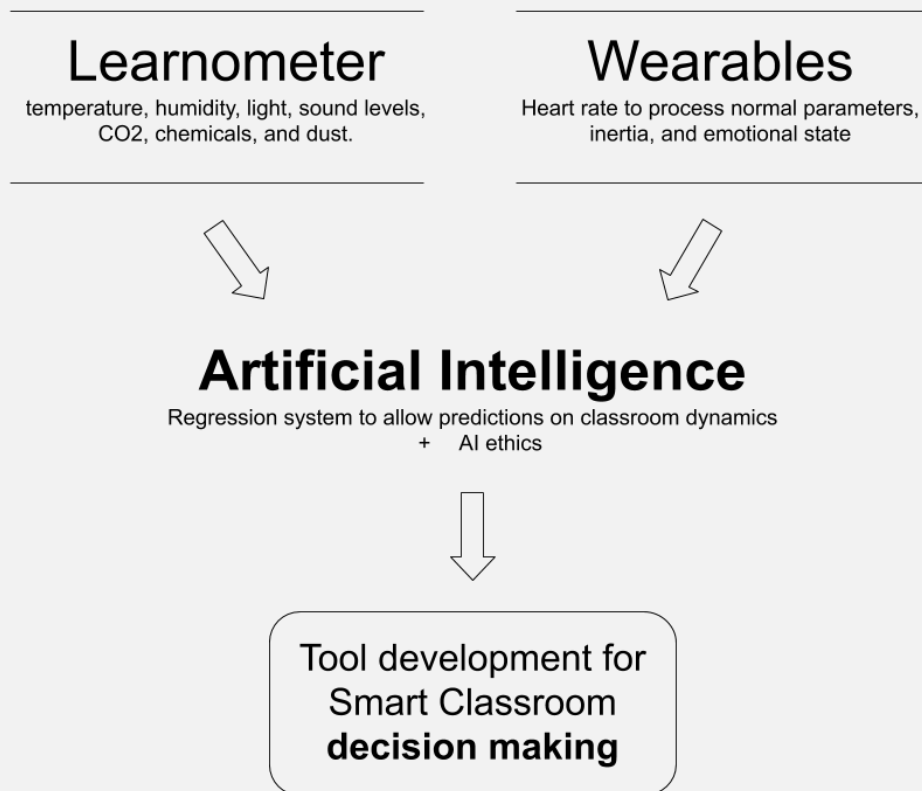 Learnometer
temperature, humidity, light, sound levels,
CO2, chemicals, and dust.
Wearables
Heart rate to process normal parameters,
inertia, and emotional state
Artificial Intelligence
Regression system to allow predictions on classroom dynamics
+ AI ethics
Tool development for
Smart Classroom
decision making